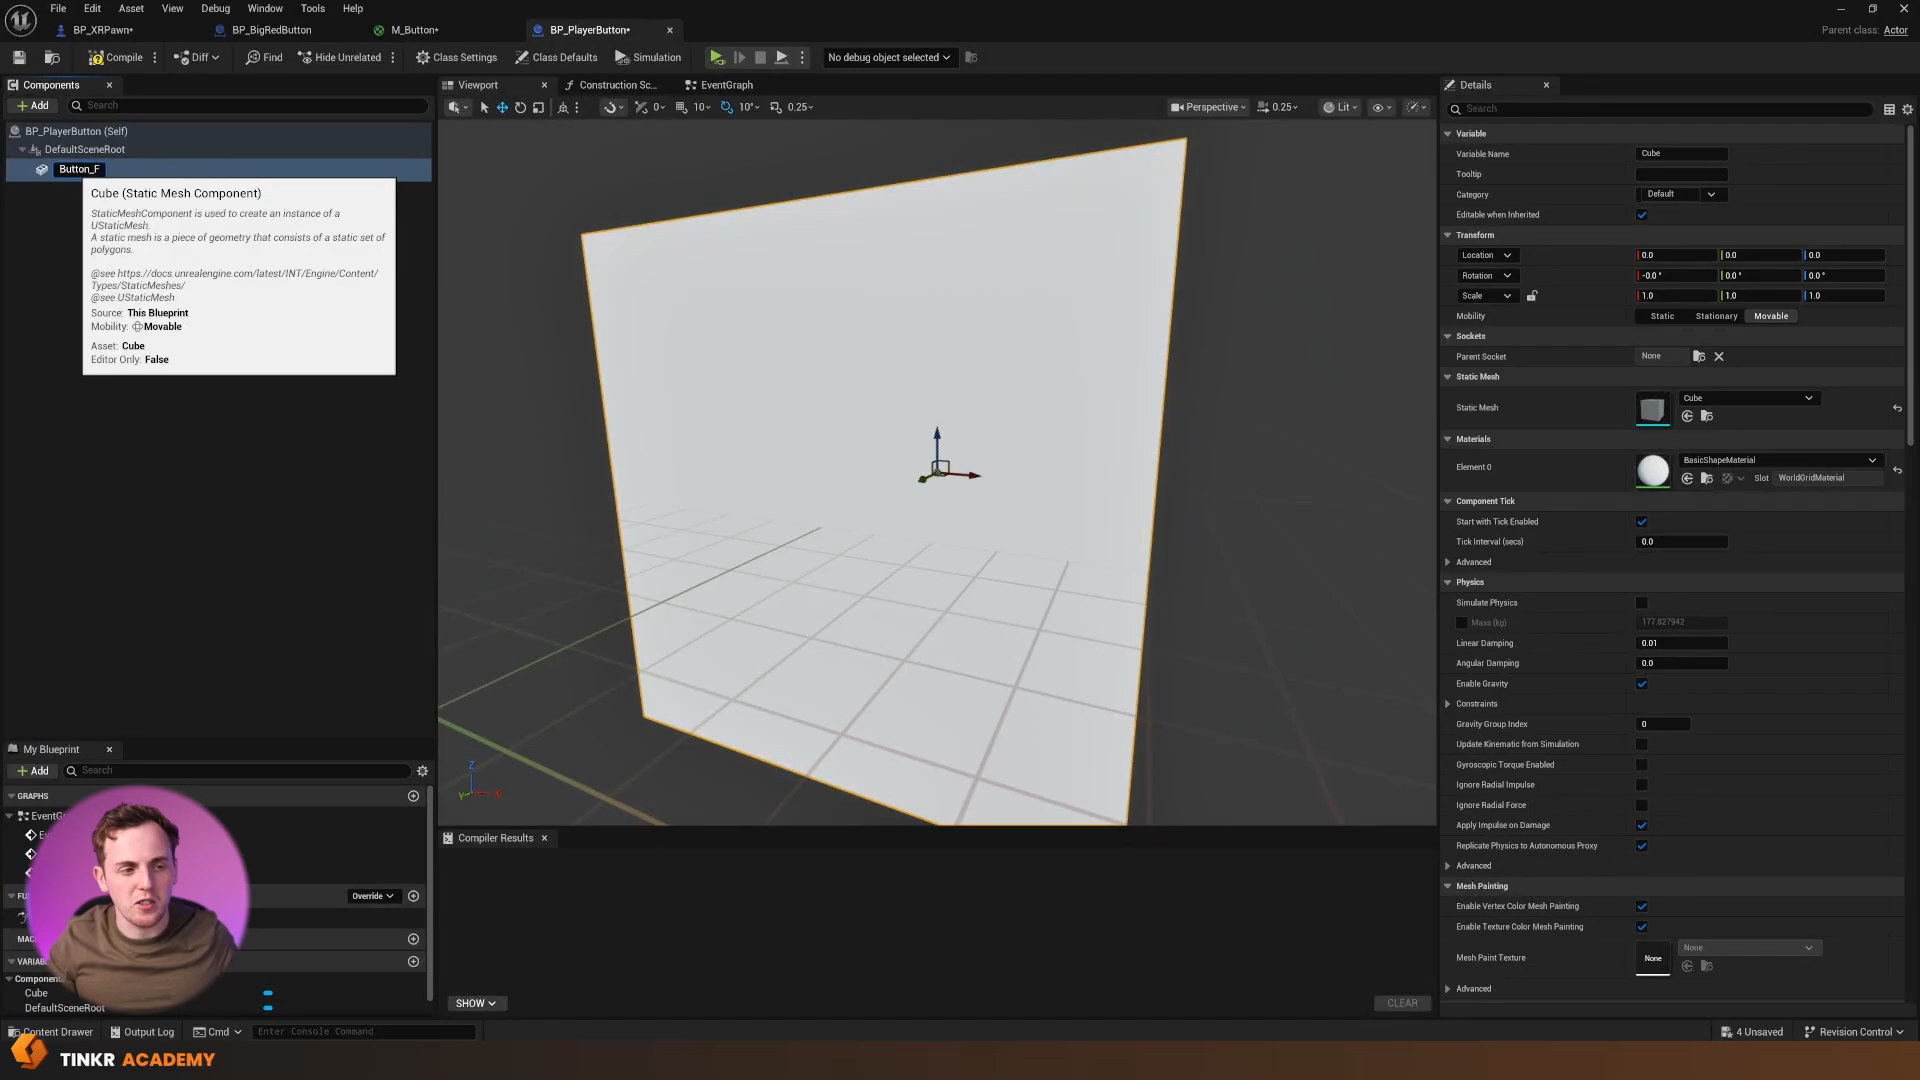 File Edit Asset View Debug Window Tools Help
BP_XRPawn* BP_BigRedButton M_Button* BP_PlayerButton*
Parent class: Actor
Compile Diff Find Hide Unrelated Class Settings Class Defaults Simulation No debug object selected
Components
Add Search
BP_PlayerButton (Self)
DefaultSceneRoot
Button_F
Cube (Static Mesh Component)
StaticMeshComponent is used to create an instance of a
UStaticMesh.
A static mesh is a piece of geometry that consists of a static set of
polygons.
@see https://docs.unrealengine.com/latest/INT/Engine/Content/
Types/StaticMeshes/
@see UStaticMesh
Source: This Blueprint
Mobility: Movable
Asset: Cube
Editor Only: False
My Blueprint
Add Search
GRAPHS
Override
Cube
DefaultSceneRoot
Viewport Construction Sc... EventGraph
0 10 10° 0.25 Perspective 0.25 Lit
Z
Y X
Compiler Results
SHOW CLEAR
Details
Search
Variable
Variable Name Cube
Tooltip
Category Default
Editable when Inherited
Transform
Location 0.0 0.0 0.0
Rotation -0.0 ° 0.0 ° 0.0 °
Scale 1.0 1.0 1.0
Mobility Static Stationary Movable
Sockets
Parent Socket None
Static Mesh
Static Mesh Cube
Materials
Element 0 BasicShapeMaterial
Slot WorldGridMaterial
Component Tick
Start with Tick Enabled
Tick Interval (secs) 0.0
Advanced
Physics
Simulate Physics
Mass (kg) 177.827942
Linear Damping 0.01
Angular Damping 0.0
Enable Gravity
Constraints
Gravity Group Index 0
Update Kinematic from Simulation
Gyroscopic Torque Enabled
Ignore Radial Impulse
Ignore Radial Force
Apply Impulse on Damage
Replicate Physics to Autonomous Proxy
Advanced
Mesh Painting
Enable Vertex Color Mesh Painting
Enable Texture Color Mesh Painting
Mesh Paint Texture None None
Advanced
Content Drawer Output Log Cmd Enter Console Command 4 Unsaved Revision Control
TINKR ACADEMY